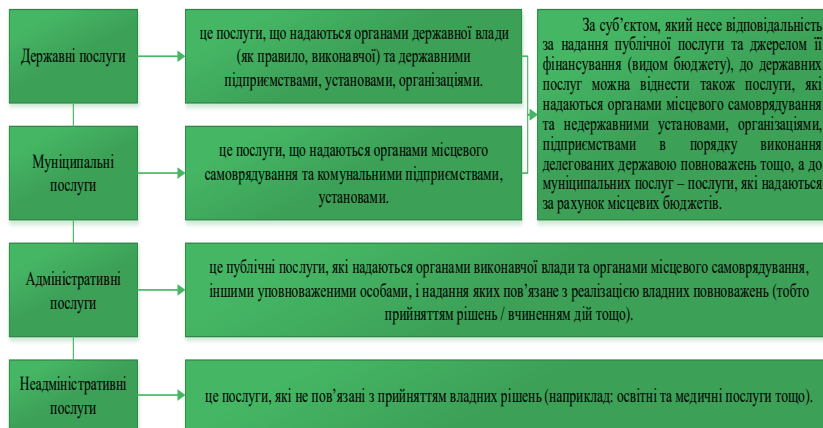 Державні послуги
це послуги, що надаються органами державної влади
(як правило, виконавчої) та державними
підприємствами, установами, організаціями.
За суб’єктом, який несе відповідальність
за надання публічної послуги та джерелом її
фінансування (видом бюджету), до державних
послуг можна віднести також послуги, які
надаються органами місцевого самоврядування
та недержавними установами, організаціями,
підприємствами в порядку виконання
делегованих державою повноважень тощо, а до
муніципальних послуг – послуги, які надаються
за рахунок місцевих бюджетів.
Муніципальні
послуги
це послуги, що надаються органами місцевого
самоврядування та комунальними підприємствами,
установами.
Адміністративні
послуги
це публічні послуги, які надаються органами виконавчої влади та органами місцевого самоврядування,
іншими уповноваженими особами, і надання яких пов’язане з реалізацією владних повноважень (тобто
прийняттям рішень / вчиненням дій тощо).
Неадміністративні
послуги
це послуги, які не пов’язані з прийняттям владних рішень (наприклад: освітні та медичні послуги тощо).